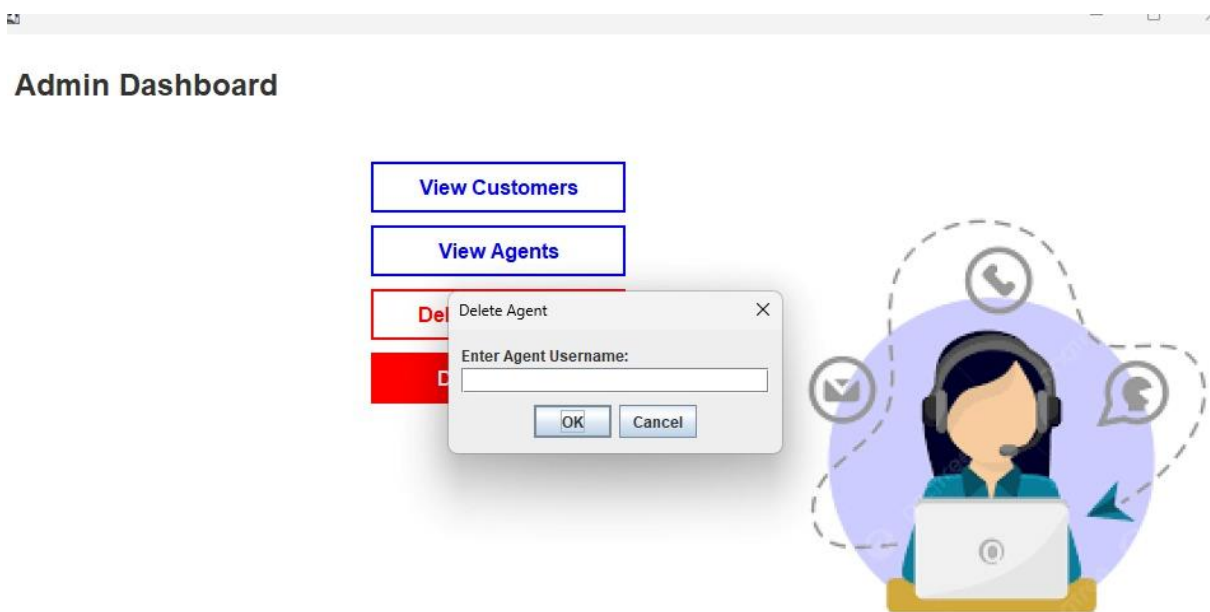 Admin Dashboard
View Customers
View Agents
Delete Agent
Enter Agent Username:
OK
Cancel